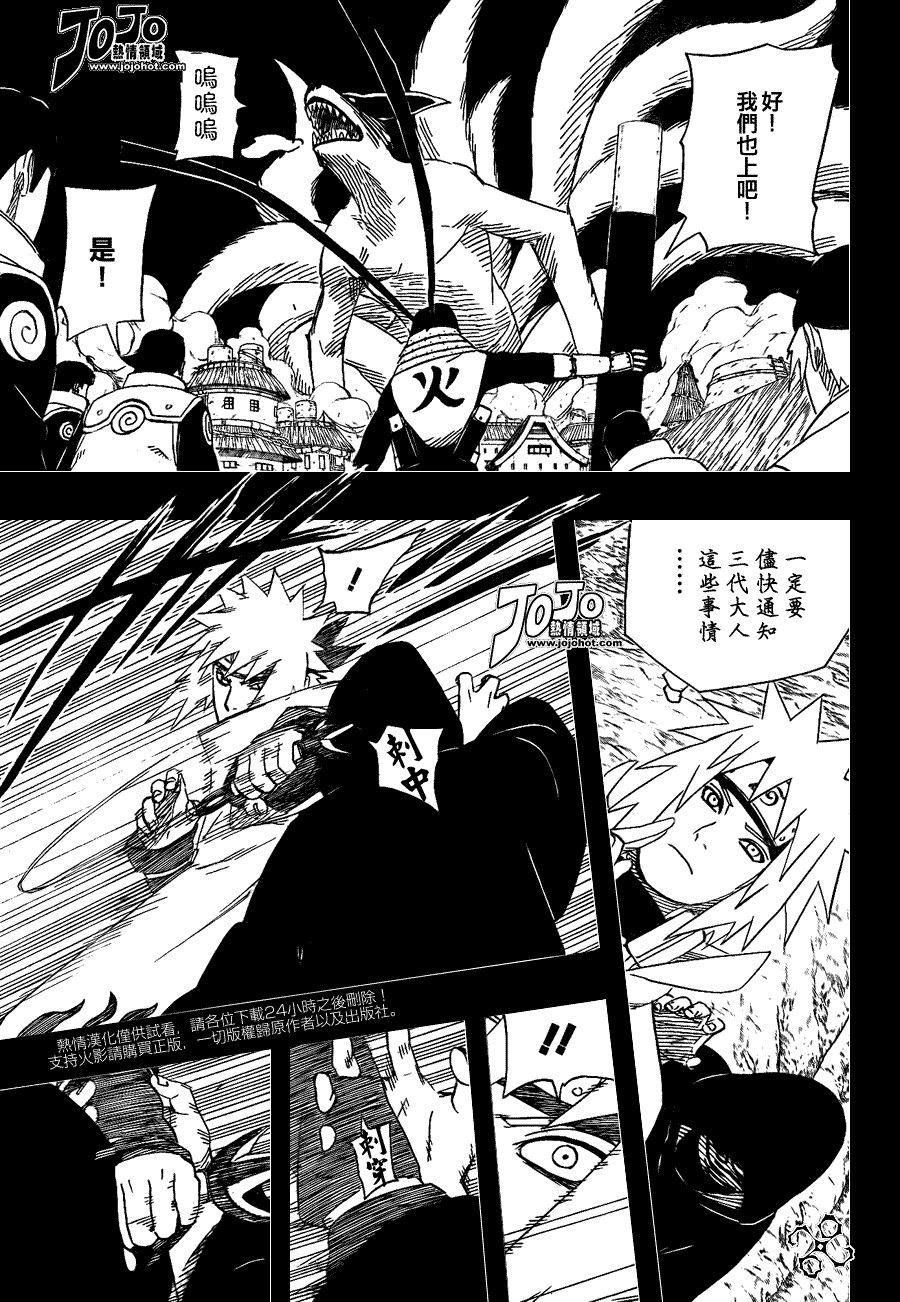 JOJO
熱情領域
www.jojohot.com
好！
我們也上吧！
嗚嗚嗚
是！
火
一定要
儘快通知
三代大人
這些事情
……
JOJO
熱情領域
www.jojohot.com
！
刺中
熱情漢化僅供試看，請各位下載24小時之後刪除！
支持火影請購買正版，一切版權歸原作者以及出版社。
!!
刺穿